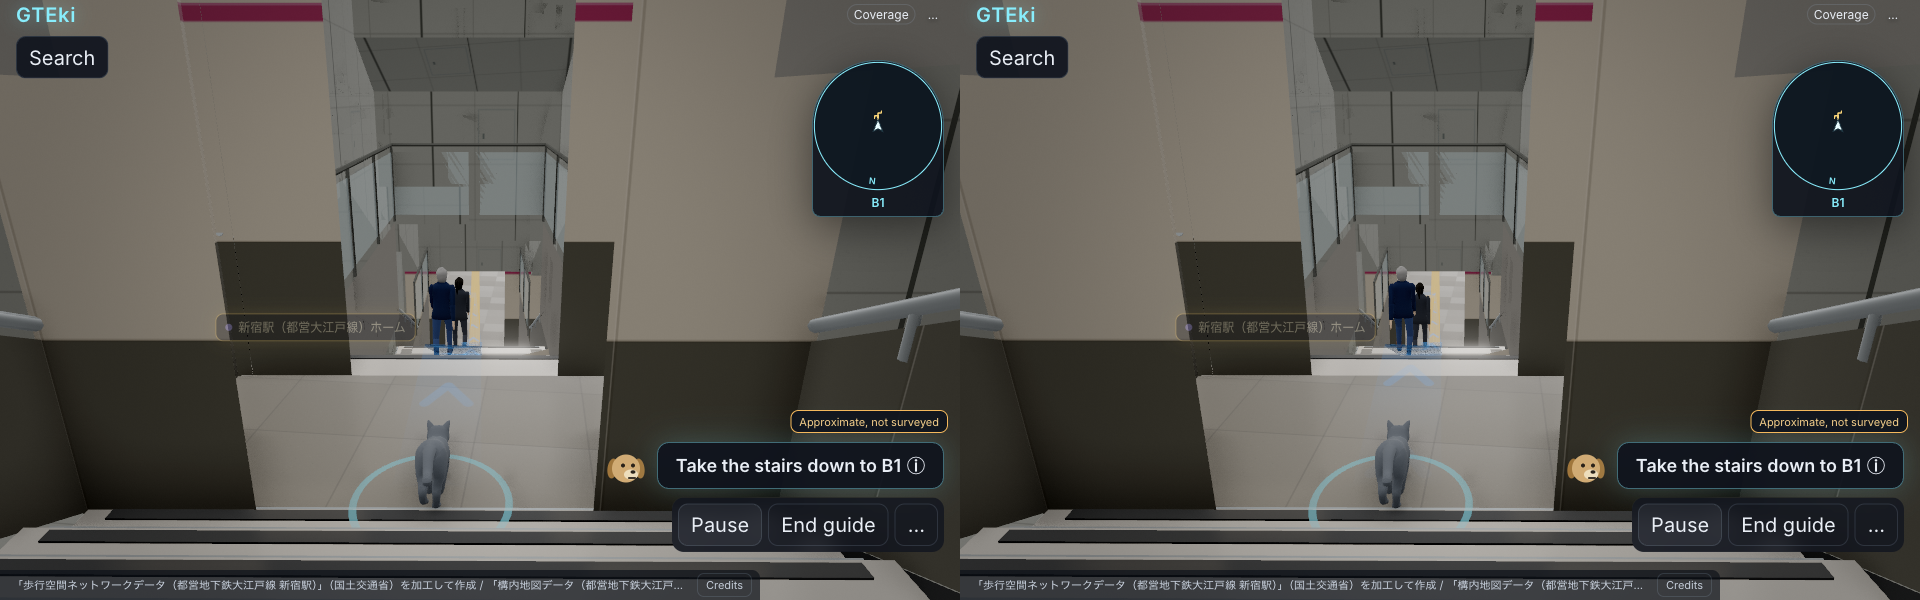 GTEki
Coverage
...
Search
N
B1
新宿駅（都営大江戸線）ホーム
Approximate, not surveyed
Take the stairs down to B1 ⓘ
Pause
End guide
...
「歩行空間ネットワークデータ（都営地下鉄大江戸線 新宿駅）」（国土交通省）を加工して作成 / 「構内地図データ（都営地下鉄大江戸...
Credits
GTEki
Coverage
...
Search
N
B1
新宿駅（都営大江戸線）ホーム
Approximate, not surveyed
Take the stairs down to B1 ⓘ
Pause
End guide
...
「歩行空間ネットワークデータ（都営地下鉄大江戸線 新宿駅）」（国土交通省）を加工して作成 / 「構内地図データ（都営地下鉄大江戸...
Credits